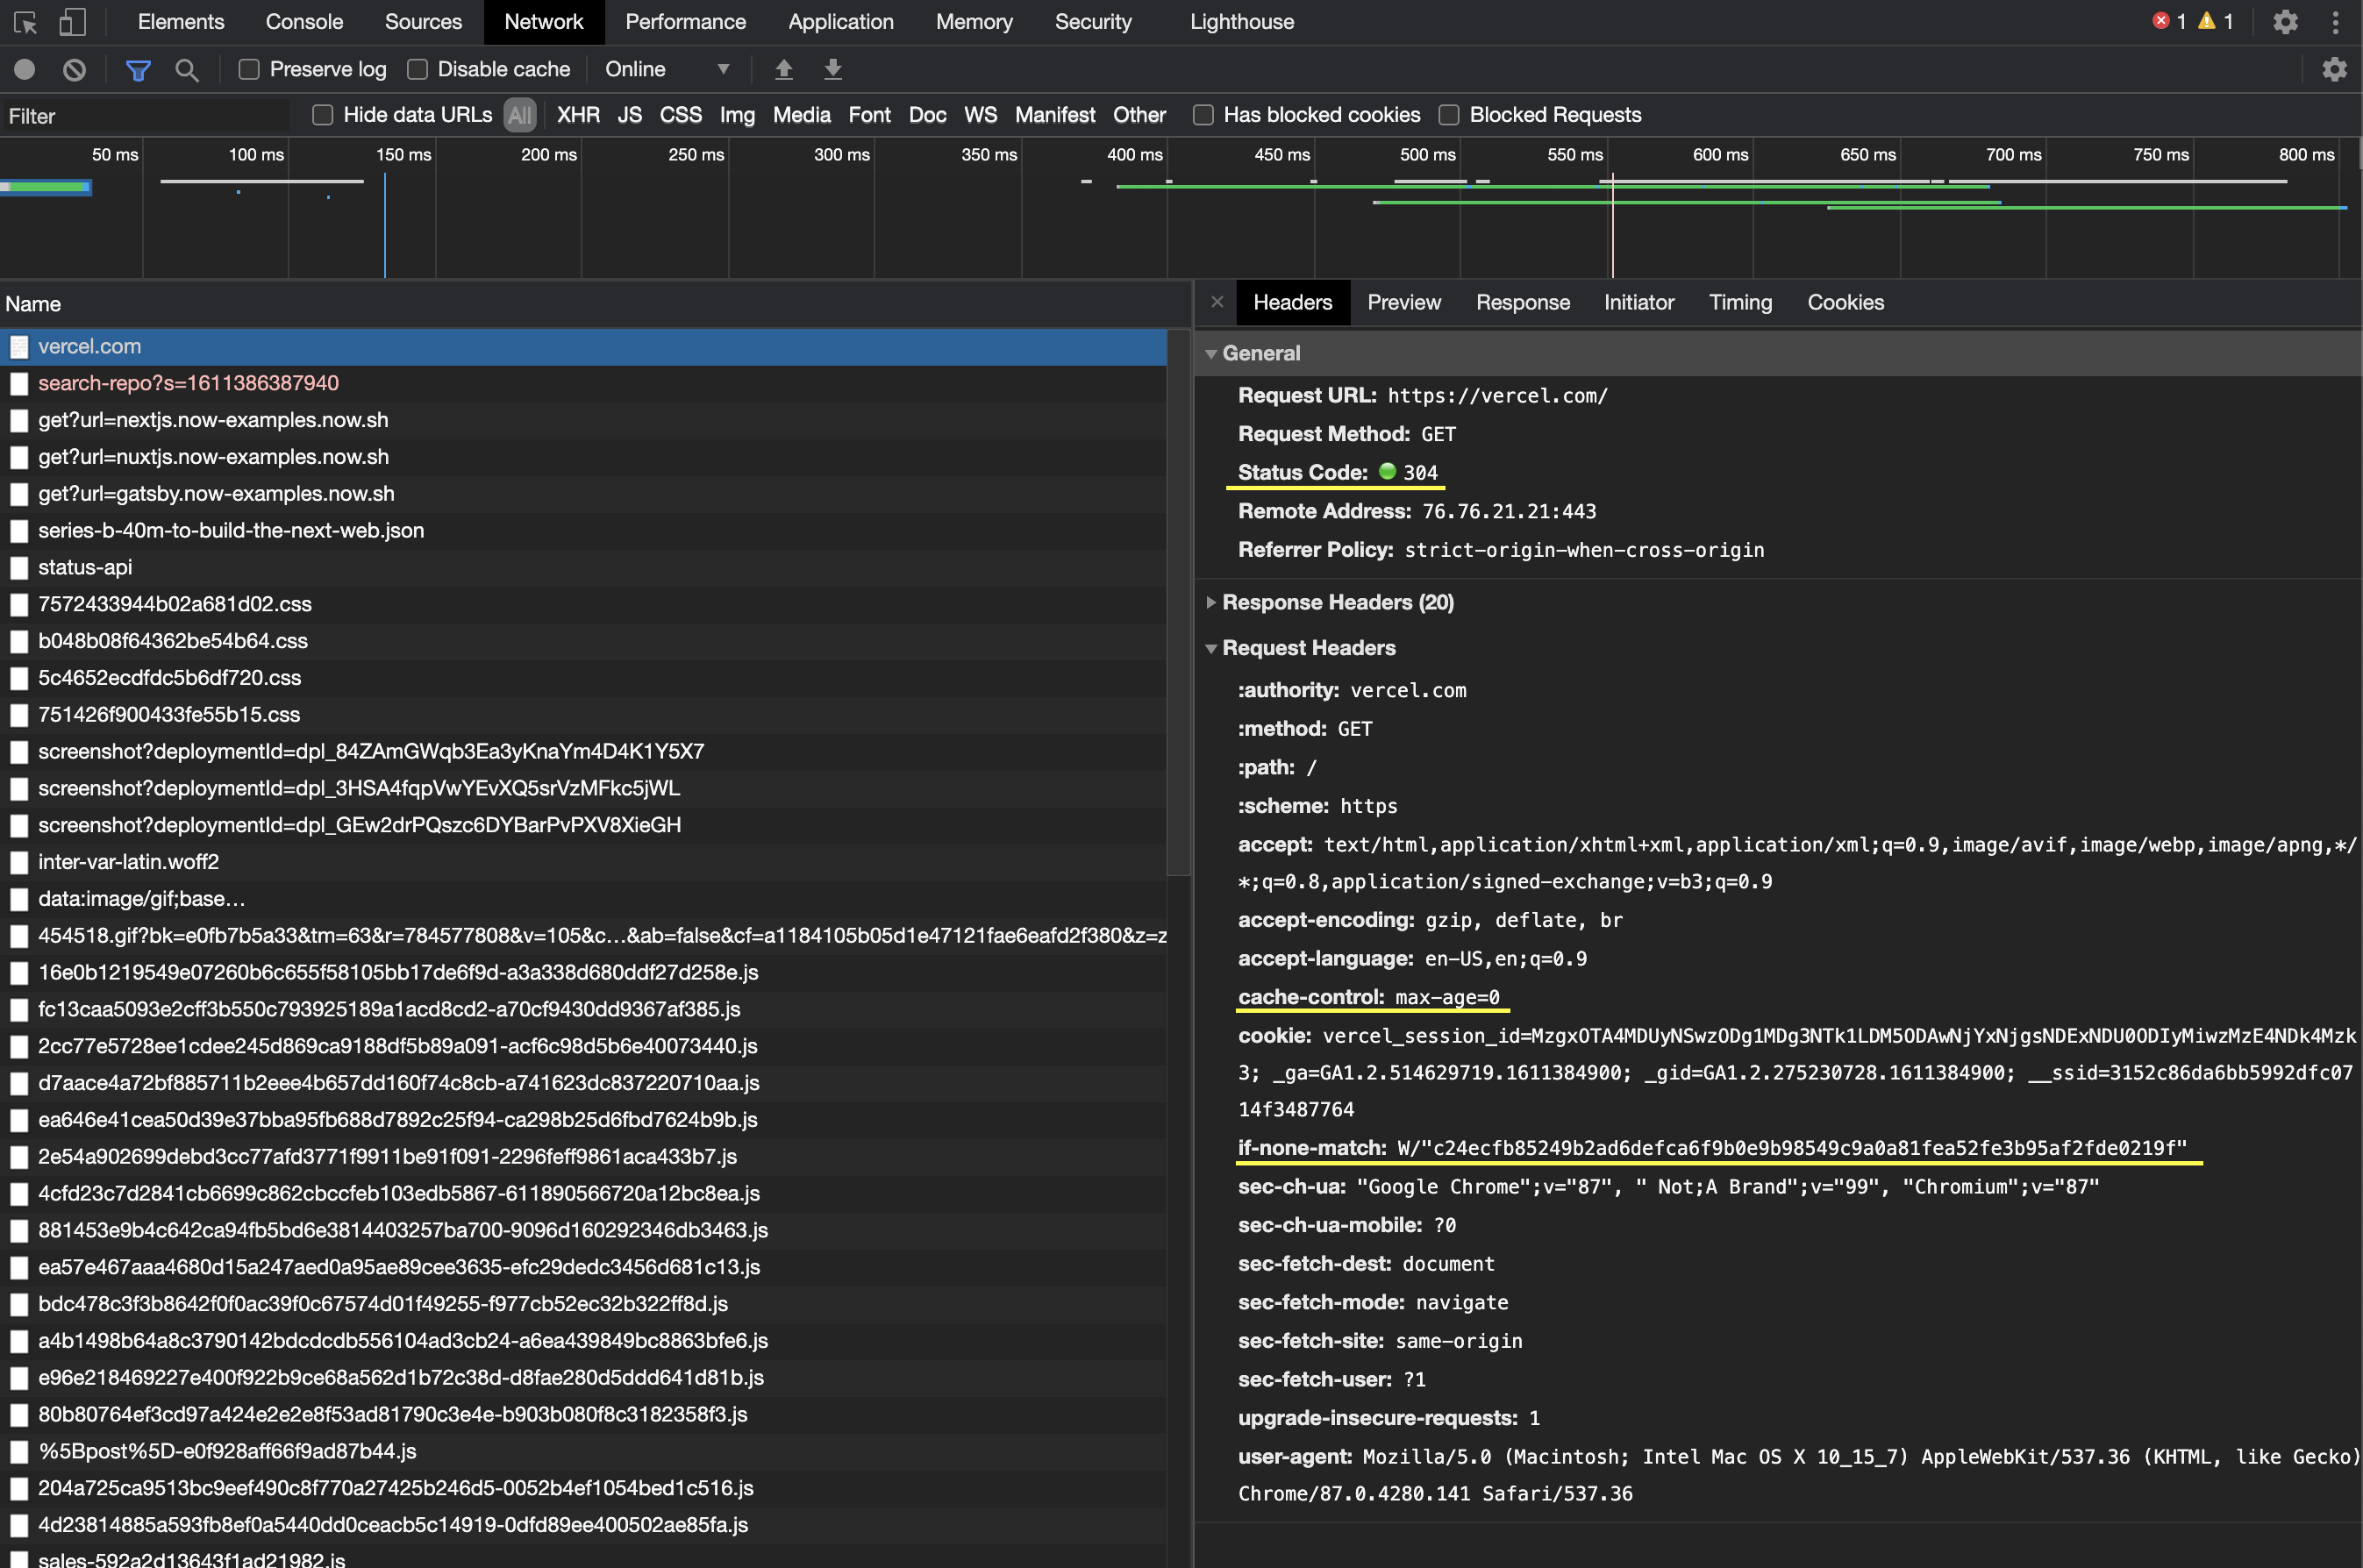 Elements Console Sources Network Performance Application Memory Security Lighthouse 1 1
Preserve log Disable cache Online
Filter Hide data URLs All XHR JS CSS Img Media Font Doc WS Manifest Other Has blocked cookies Blocked Requests
50 ms 100 ms 150 ms 200 ms 250 ms 300 ms 350 ms 400 ms 450 ms 500 ms 550 ms 600 ms 650 ms 700 ms 750 ms 800 ms
Name
vercel.com
search-repo?s=1611386387940
get?url=nextjs.now-examples.now.sh
get?url=nuxtjs.now-examples.now.sh
get?url=gatsby.now-examples.now.sh
series-b-40m-to-build-the-next-web.json
status-api
7572433944b02a681d02.css
b048b08f64362be54b64.css
5c4652ecdfdc5b6df720.css
751426f900433fe55b15.css
screenshot?deploymentId=dpl_84ZAmGWqb3Ea3yKnaYm4D4K1Y5X7
screenshot?deploymentId=dpl_3HSA4fqpVwYEvXQ5srVzMFkc5jWL
screenshot?deploymentId=dpl_GEw2drPQszc6DYBarPvPXV8XieGH
inter-var-latin.woff2
data:image/gif;base…
454518.gif?bk=e0fb7b5a33&tm=63&r=784577808&v=105&c…&ab=false&cf=a1184105b05d1e47121fae6eafd2f380&z=z
16e0b1219549e07260b6c655f58105bb17de6f9d-a3a338d680ddf27d258e.js
fc13caa5093e2cff3b550c793925189a1acd8cd2-a70cf9430dd9367af385.js
2cc77e5728ee1cdee245d869ca9188df5b89a091-acf6c98d5b6e40073440.js
d7aace4a72bf885711b2eee4b657dd160f74c8cb-a741623dc837220710aa.js
ea646e41cea50d39e37bba95fb688d7892c25f94-ca298b25d6fbd7624b9b.js
2e54a902699debd3cc77afd3771f9911be91f091-2296feff9861aca433b7.js
4cfd23c7d2841cb6699c862cbccfeb103edb5867-611890566720a12bc8ea.js
881453e9b4c642ca94fb5bd6e3814403257ba700-9096d160292346db3463.js
ea57e467aaa4680d15a247aed0a95ae89cee3635-efc29dedc3456d681c13.js
bdc478c3f3b8642f0f0ac39f0c67574d01f49255-f977cb52ec32b322ff8d.js
a4b1498b64a8c3790142bdcdcdb556104ad3cb24-a6ea439849bc8863bfe6.js
e96e218469227e400f922b9ce68a562d1b72c38d-d8fae280d5ddd641d81b.js
80b80764ef3cd97a424e2e2e8f53ad81790c3e4e-b903b080f8c3182358f3.js
%5Bpost%5D-e0f928aff66f9ad87b44.js
204a725ca9513bc9eef490c8f770a27425b246d5-0052b4ef1054bed1c516.js
4d23814885a593fb8ef0a5440dd0ceacb5c14919-0dfd89ee400502ae85fa.js
sales-592a2d13643f1ad21982.js
Headers Preview Response Initiator Timing Cookies
General
Request URL: https://vercel.com/
Request Method: GET
Status Code: 304
Remote Address: 76.76.21.21:443
Referrer Policy: strict-origin-when-cross-origin
Response Headers (20)
Request Headers
:authority: vercel.com
:method: GET
:path: /
:scheme: https
accept: text/html,application/xhtml+xml,application/xml;q=0.9,image/avif,image/webp,image/apng,*/
*;q=0.8,application/signed-exchange;v=b3;q=0.9
accept-encoding: gzip, deflate, br
accept-language: en-US,en;q=0.9
cache-control: max-age=0
cookie: vercel_session_id=MzgxOTA4MDUyNSwzODg1MDg3NTk1LDM5ODAwNjYxNjgsNDExNDU0ODIyMiwzMzE4NDk4Mzk
3; _ga=GA1.2.514629719.1611384900; _gid=GA1.2.275230728.1611384900; __ssid=3152c86da6bb5992dfc07
14f3487764
if-none-match: W/"c24ecfb85249b2ad6defca6f9b0e9b98549c9a0a81fea52fe3b95af2fde0219f"
sec-ch-ua: "Google Chrome";v="87", " Not;A Brand";v="99", "Chromium";v="87"
sec-ch-ua-mobile: ?0
sec-fetch-dest: document
sec-fetch-mode: navigate
sec-fetch-site: same-origin
sec-fetch-user: ?1
upgrade-insecure-requests: 1
user-agent: Mozilla/5.0 (Macintosh; Intel Mac OS X 10_15_7) AppleWebKit/537.36 (KHTML, like Gecko)
Chrome/87.0.4280.141 Safari/537.36